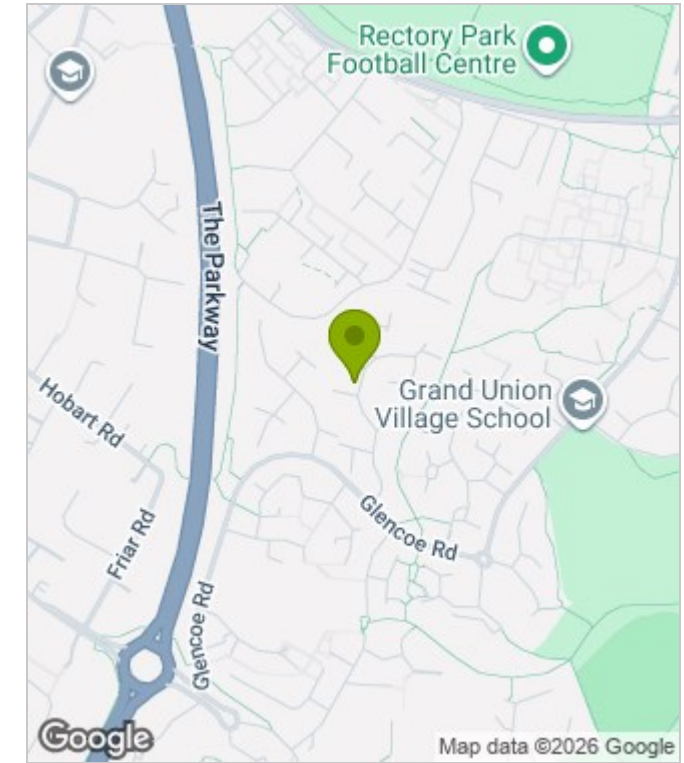 Rectory Park
Football Centre
The Parkway
Hobart Rd
Grand Union
Village School
Glencoe Rd
Friar Rd
Glencoe Rd
Google
Map data ©2026 Google